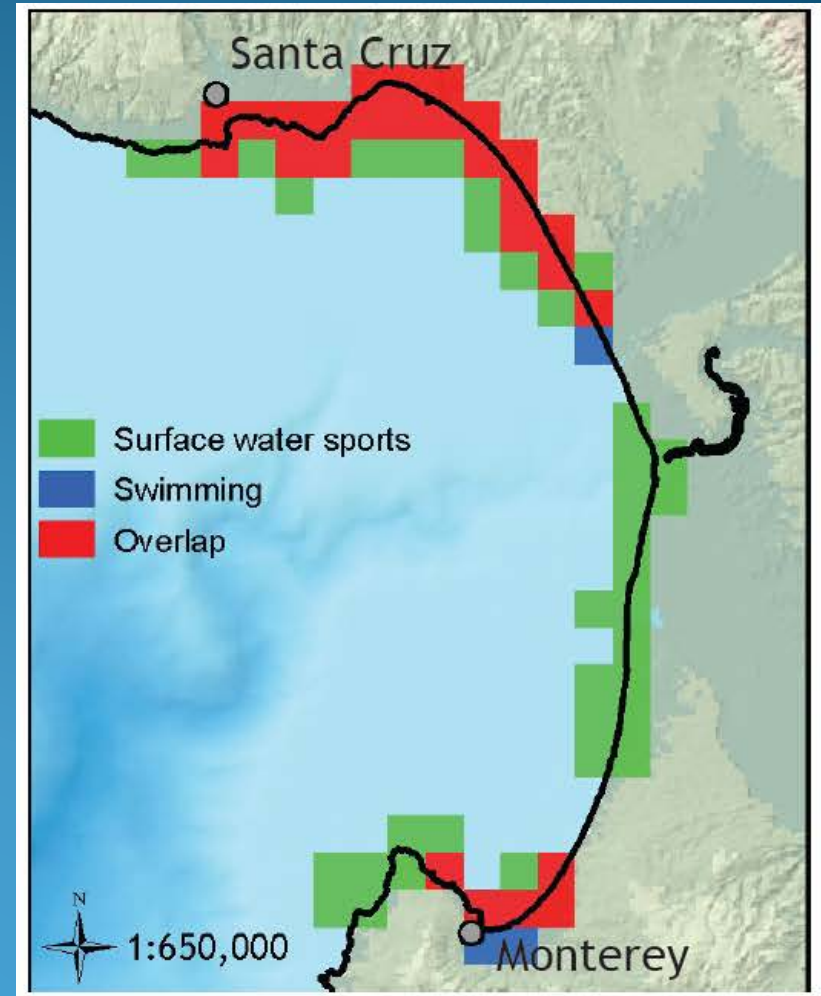 Santa Cruz
Surface water sports
Swimming
Overlap
N
1:650,000
Monterey